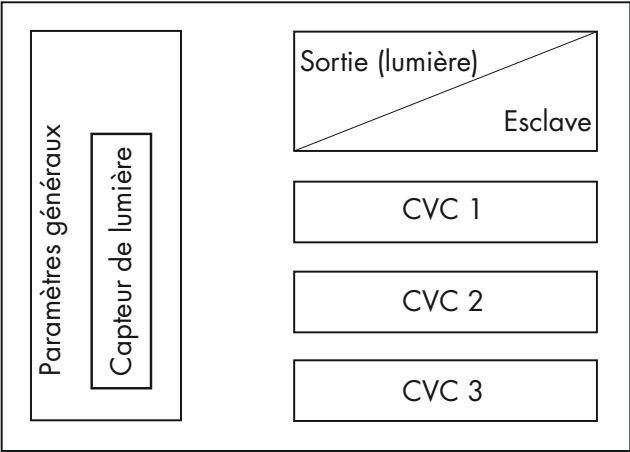 Paramètres généraux
Capteur de lumière
Sortie (lumière)
Esclave
CVC 1
CVC 2
CVC 3